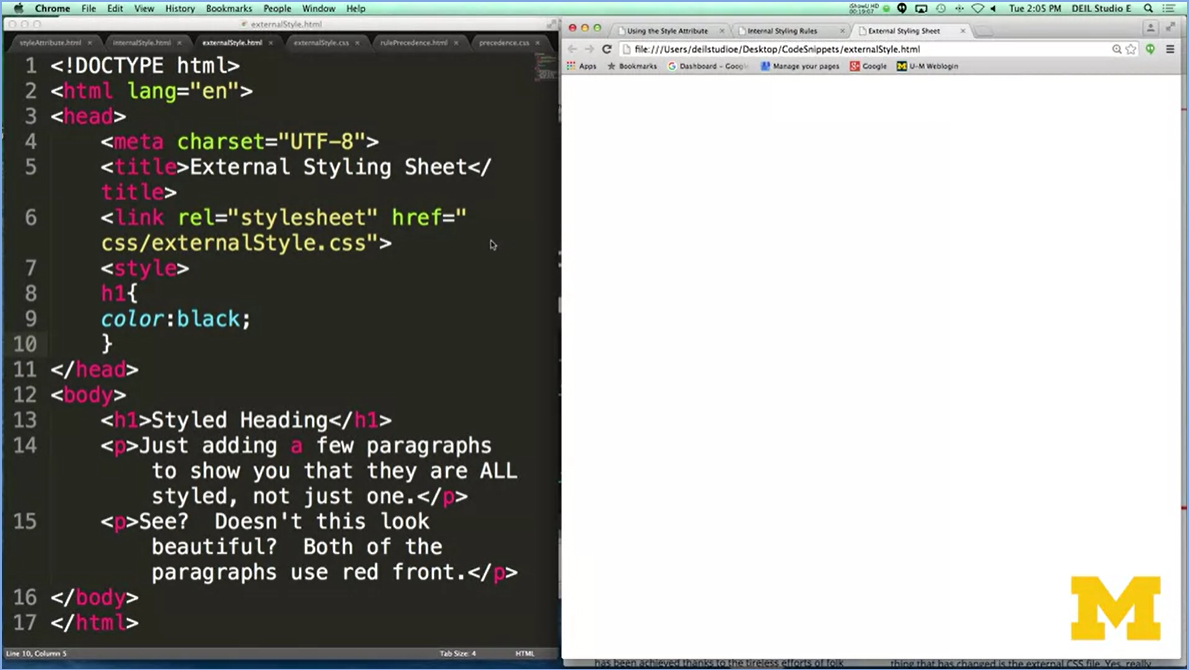 Chrome File Edit View History Bookmarks People Window Help Tue 2:05 PM DEIL Studio E
externalStyle.html
styleAttribute.html internalStyle.html externalStyle.html externalStyle.css rulePrecedence.html precedence.css
Using the Style Attribute Internal Styling Rules External Styling Sheet
file:///Users/deilstudioe/Desktop/CodeSnippets/externalStyle.html
Apps Bookmarks Dashboard - Google Manage your pages Google U-M Weblogin
1 <!DOCTYPE html>
2 <html lang="en">
3 <head>
4 <meta charset="UTF-8">
5 <title>External Styling Sheet</
title>
6 <link rel="stylesheet" href="
css/externalStyle.css">
7 <style>
8 h1{
9 color:black;
10 }
11 </head>
12 <body>
13 <h1>Styled Heading</h1>
14 <p>Just adding a few paragraphs
to show you that they are ALL
styled, not just one.</p>
15 <p>See? Doesn't this look
beautiful? Both of the
paragraphs use red front.</p>
16 </body>
17 </html>
M
Line 10, Column 5 Tab Size: 4 HTML
has been achieved thanks to the tireless efforts of folk thing that has changed is the external CSS file. Yes, really